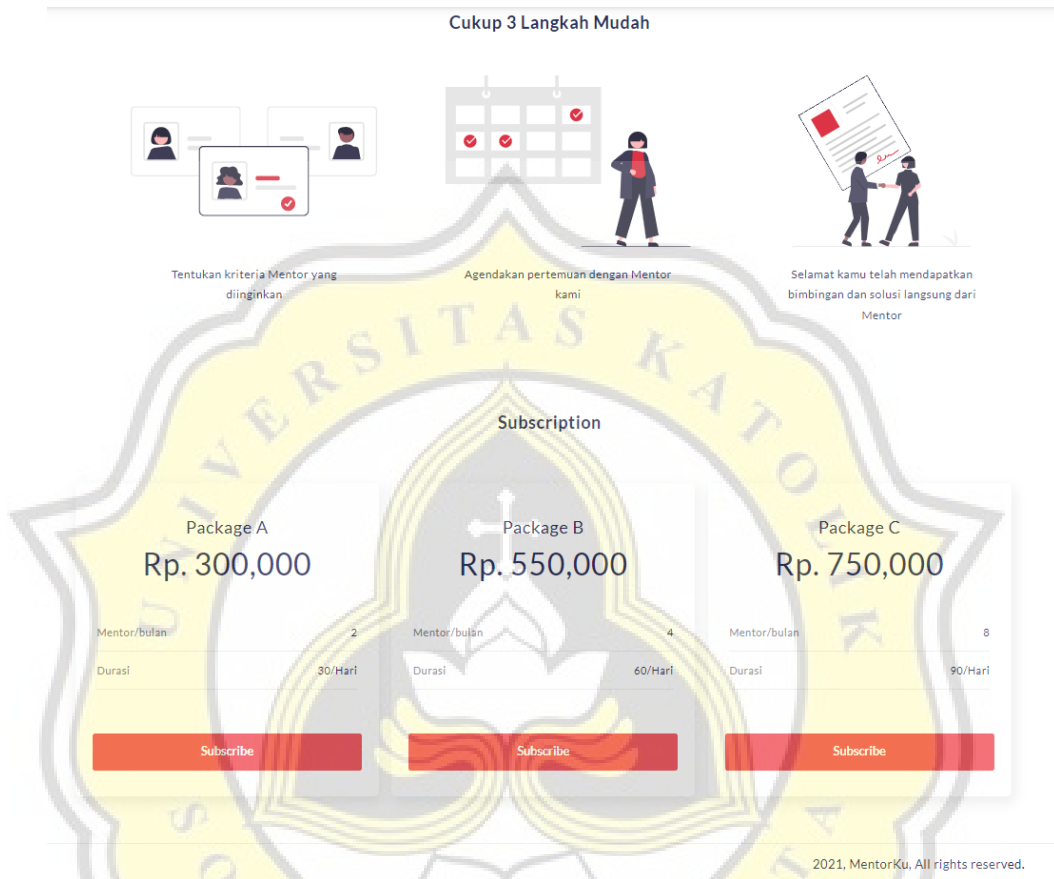 Cukup 3 Langkah Mudah
Tentukan kriteria Mentor yang
diinginkan
Agendakan pertemuan dengan Mentor
kami
Selamat kamu telah mendapatkan
bimbingan dan solusi langsung dari
Mentor
UNIVERSITAS KATOLIK
Subscription
Package A
Rp. 300,000
Mentor/bulan 2
Durasi 30/Hari
Subscribe
Package B
Rp. 550,000
Mentor/bulan 4
Durasi 60/Hari
Subscribe
Package C
Rp. 750,000
Mentor/bulan 8
Durasi 90/Hari
Subscribe
2021, MentorKu, All rights reserved.